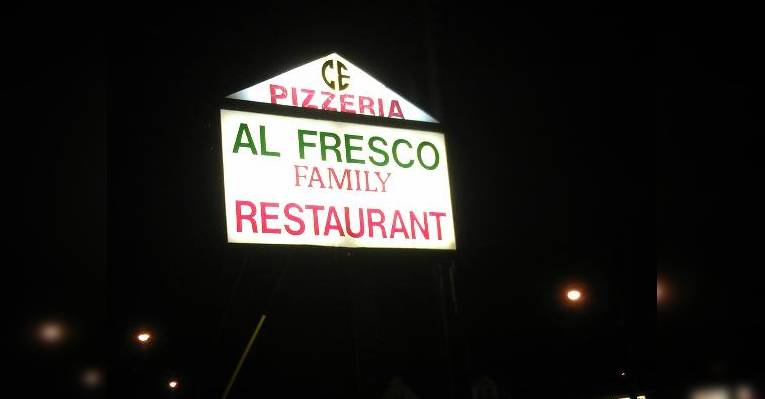 CE
PIZZERIA
AL FRESCO
FAMILY
RESTAURANT